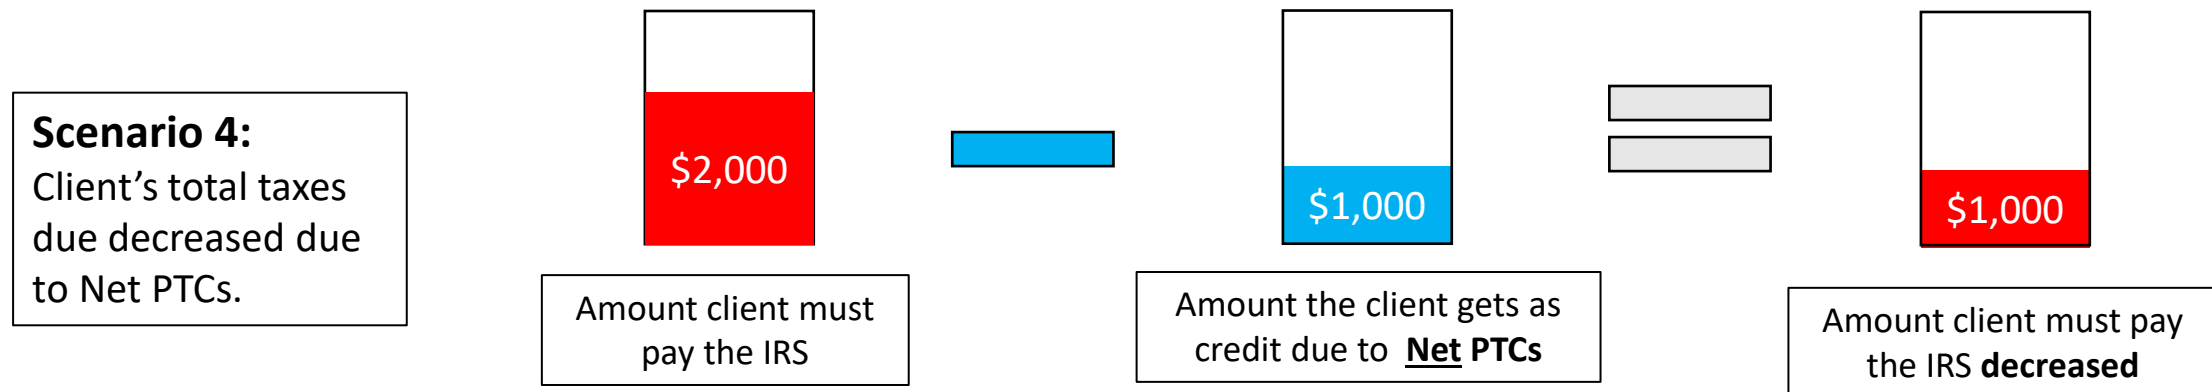 Scenario 4:
Client’s total taxes
due decreased due
to Net PTCs.
$2,000
Amount client must
pay the IRS
$1,000
Amount the client gets as
credit due to Net PTCs
$1,000
Amount client must pay
the IRS decreased